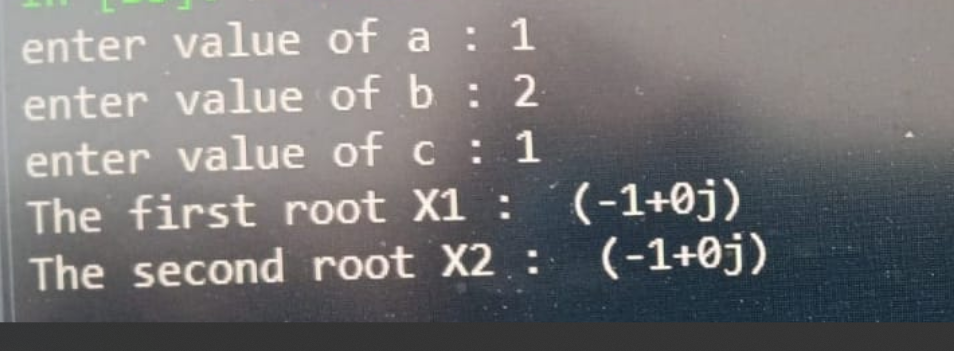 enter value of a : 1
enter value of b : 2
enter value of c : 1
The first root X1 :  (-1+0j)
The second root X2 :  (-1+0j)